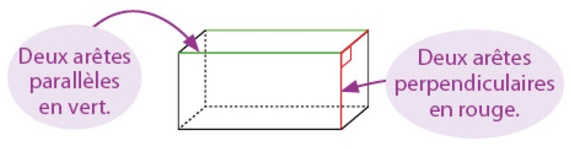 Deux arêtes
parallèles
en vert.
Deux arêtes
perpendiculaires
en rouge.